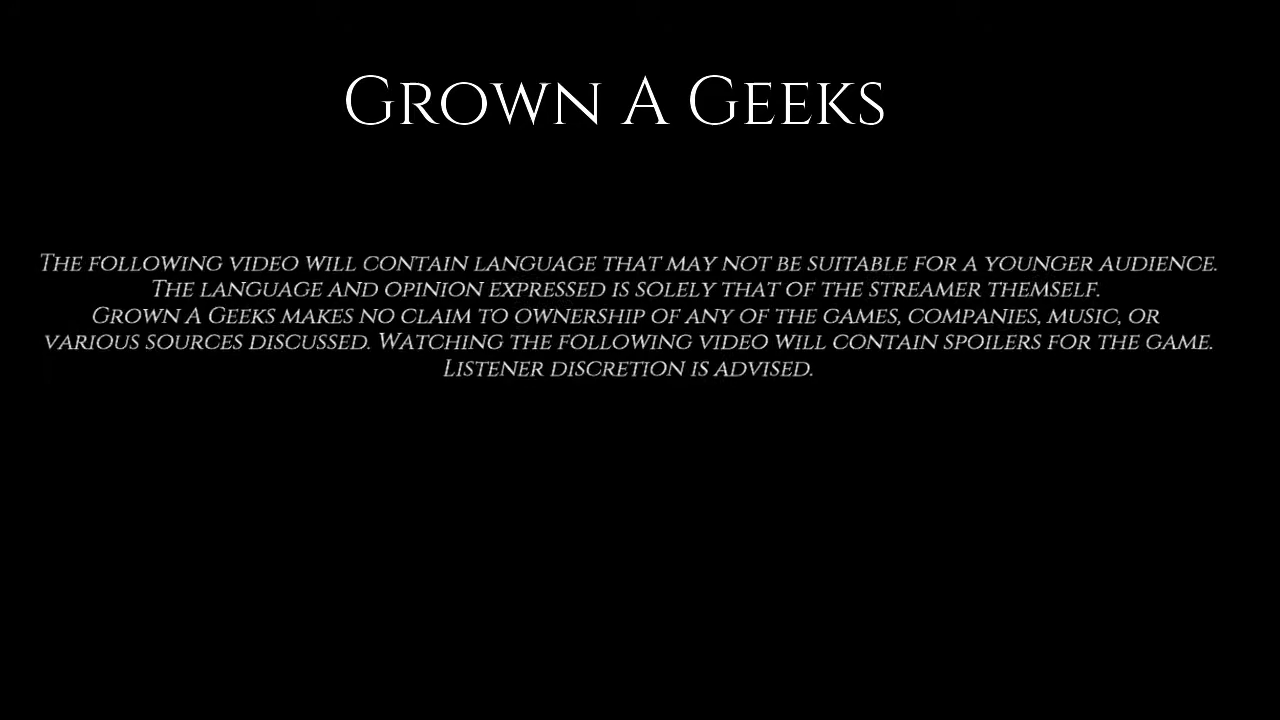 Grown A Geeks
The following video will contain language that may not be suitable for a younger audience.
The language and opinion expressed is solely that of the streamer themself.
Grown A Geeks makes no claim to ownership of any of the games, companies, music, or
various sources discussed. Watching the following video will contain spoilers for the game.
Listener discretion is advised.